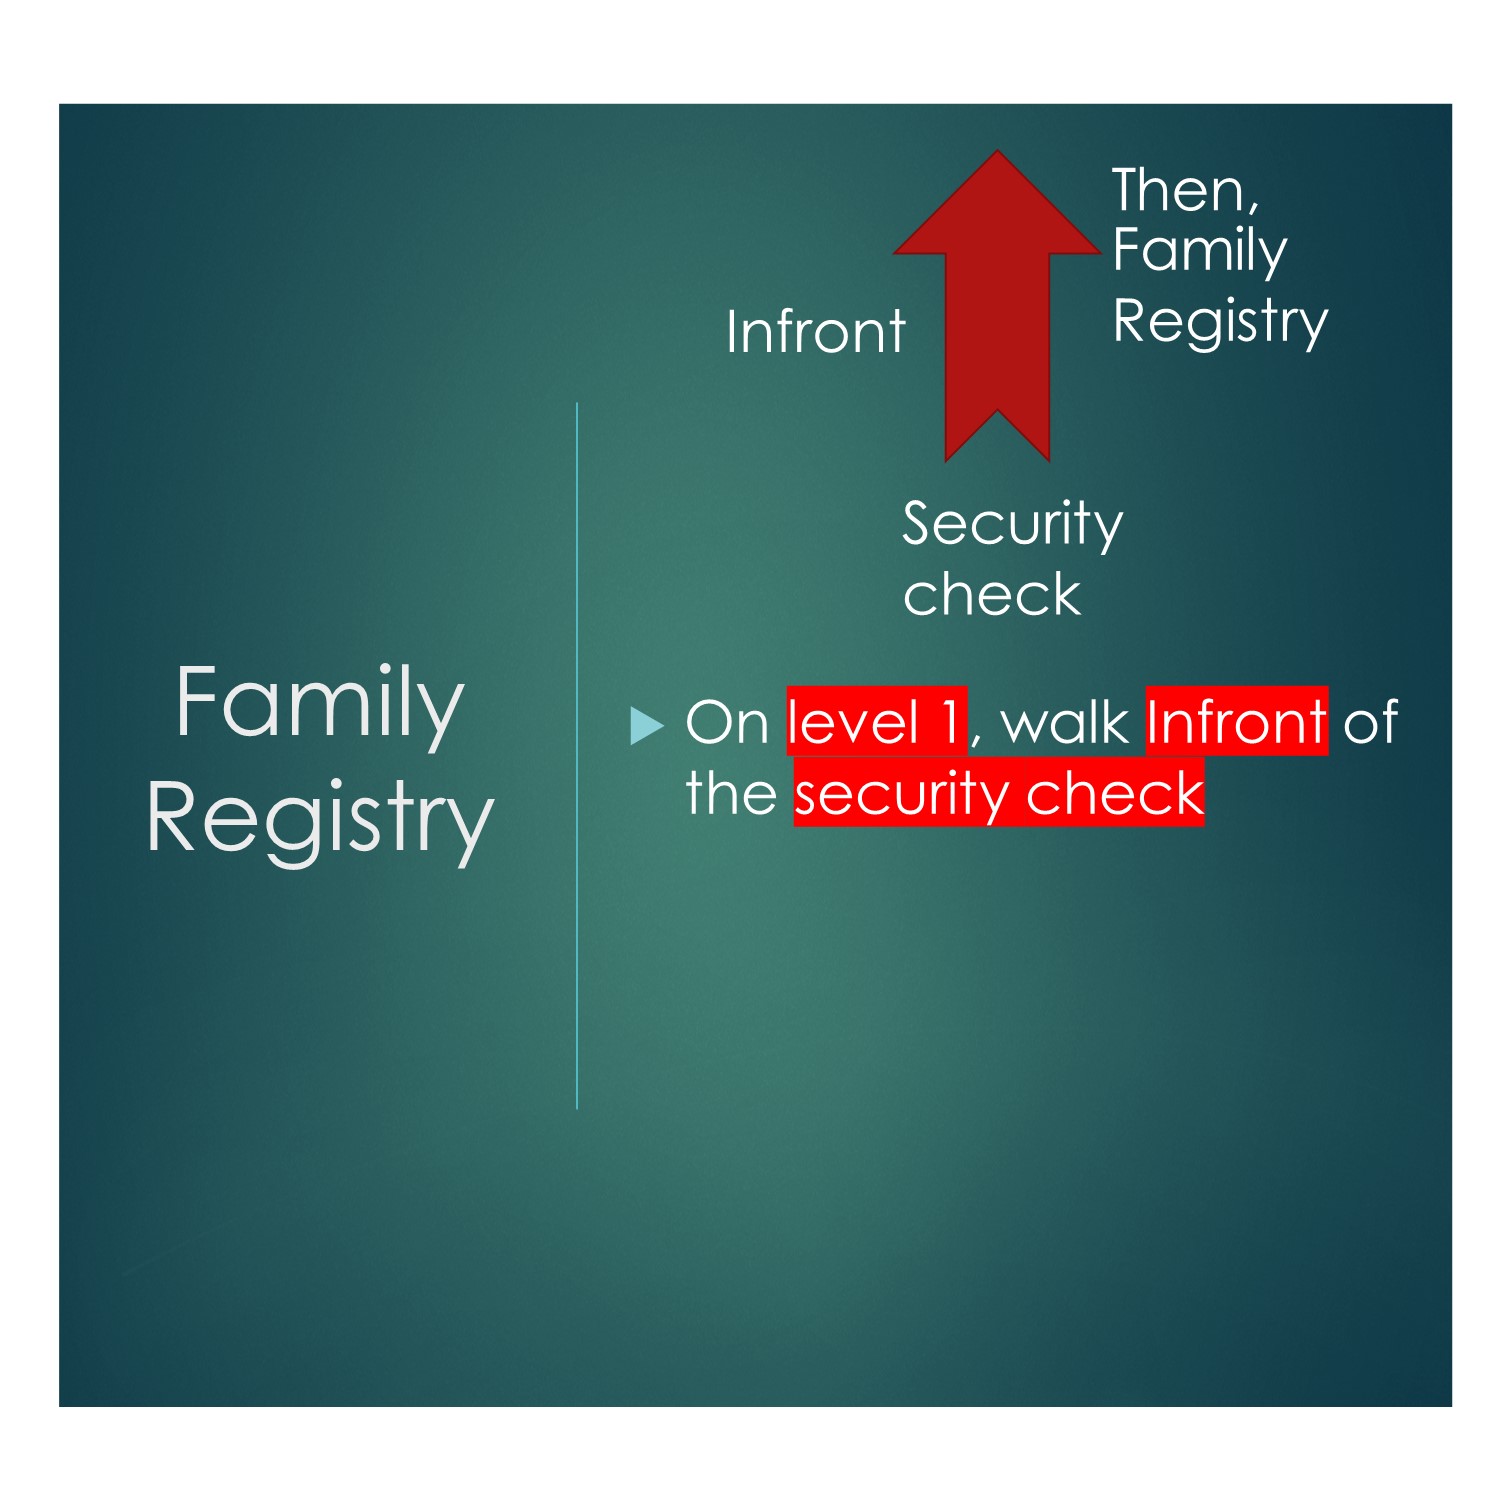 Family
Registry
Then,
Family
Registry
Infront
Security
check
On level 1, walk Infront of
the security check